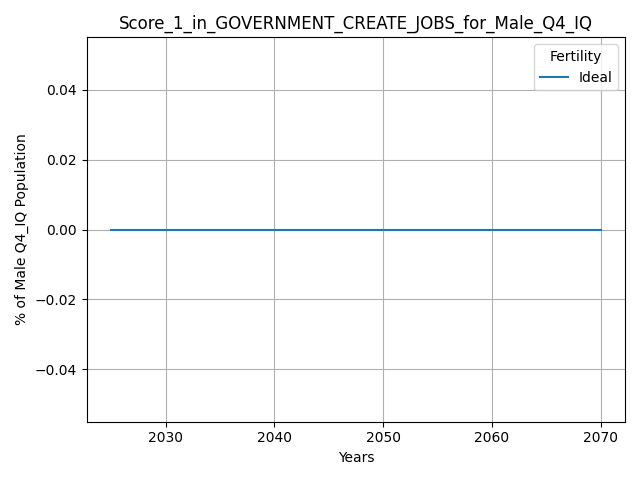 Score_1_in_GOVERNMENT_CREATE_JOBS_for_Male_Q4_IQ
Fertility
Ideal
0.04
0.02
0.00
−0.02
−0.04
% of Male Q4_IQ Population
2030 2040 2050 2060 2070
Years